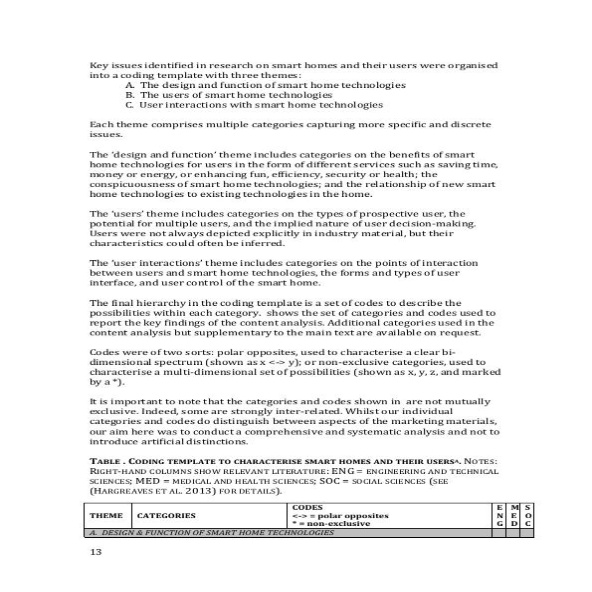 Key issues identified in research on smart homes and their users were organised
into a coding template with three themes:
A. The design and function of smart home technologies
B. The users of smart home technologies
C. User interactions with smart home technologies
Each theme comprises multiple categories capturing more specific and discrete
issues.
The 'design and function' theme includes categories on the benefits of smart
home technologies for users in the form of different services such as saving time,
money or energy, or enhancing fun, efficiency, security or health; the
conspicuousness of smart home technologies; and the relationship of new smart
home technologies to existing technologies in the home.
The 'users' theme includes categories on the types of prospective user, the
potential for multiple users, and the implied nature of user decision-making.
Users were not always depicted explicitly in industry material, but their
characteristics could often be inferred.
The 'user interactions' theme includes categories on the points of interaction
between users and smart home technologies, the forms and types of user
interface, and user control of the smart home.
The final hierarchy in the coding template is a set of codes to describe the
possibilities within each category.  shows the set of categories and codes used to
report the key findings of the content analysis. Additional categories used in the
content analysis but supplementary to the main text are available on request.
Codes were of two sorts: polar opposites, used to characterise a clear bi-
dimensional spectrum (shown as x <-> y); or non-exclusive categories, used to
characterise a multi-dimensional set of possibilities (shown as x, y, z, and marked
by a *).
It is important to note that the categories and codes shown in  are not mutually
exclusive. Indeed, some are strongly inter-related. Whilst our individual
categories and codes do distinguish between aspects of the marketing materials,
our aim here was to conduct a comprehensive and systematic analysis and not to
introduce artificial distinctions.
TABLE . CODING TEMPLATE TO CHARACTERISE SMART HOMES AND THEIR USERS^. NOTES:
RIGHT-HAND COLUMNS SHOW RELEVANT LITERATURE: ENG = ENGINEERING AND TECHNICAL
SCIENCES; MED = MEDICAL AND HEALTH SCIENCES; SOC = SOCIAL SCIENCES (SEE
(HARGREAVES ET AL. 2013) FOR DETAILS).
THEME CATEGORIES CODES
<-> = polar opposites
* = non-exclusive
ENG MED SOC
A. DESIGN & FUNCTION OF SMART HOME TECHNOLOGIES
13